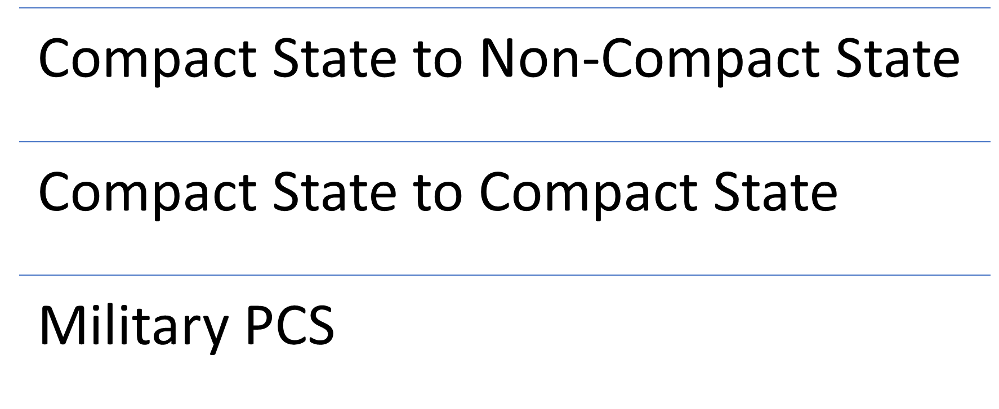 Compact State to Non-Compact State
Compact State to Compact State
Military PCS